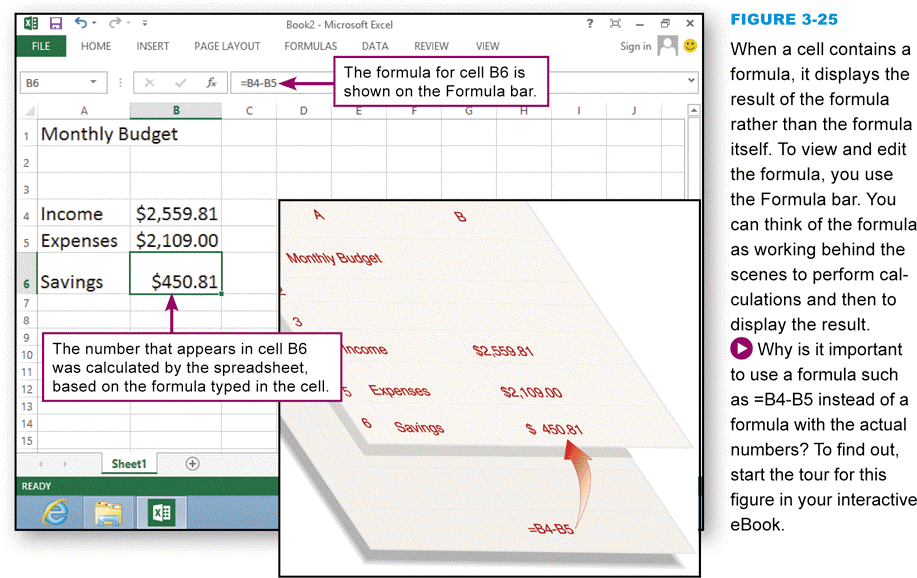 Book2 - Microsoft Excel
?
FILE HOME INSERT PAGE LAYOUT FORMULAS DATA REVIEW VIEW Sign in
B6 fx =B4-B5
The formula for cell B6 is
shown on the Formula bar.
A B C D E F G H I J
1 Monthly Budget
2
3
4 Income $2,559.81
5 Expenses $2,109.00
6 Savings $450.81
7
8
9
10
11
12
13
14
15
The number that appears in cell B6
was calculated by the spreadsheet,
based on the formula typed in the cell.
Sheet1
READY
A B
Monthly Budget
2
3
Income $2,559.81
5 Expenses $2,109.00
6 Savings $ 450.81
=B4-B5
FIGURE 3-25
When a cell contains a
formula, it displays the
result of the formula
rather than the formula
itself. To view and edit
the formula, you use
the Formula bar. You
can think of the formula
as working behind the
scenes to perform cal-
culations and then to
display the result.
Why is it important
to use a formula such
as =B4-B5 instead of a
formula with the actual
numbers? To find out,
start the tour for this
figure in your interactive
eBook.